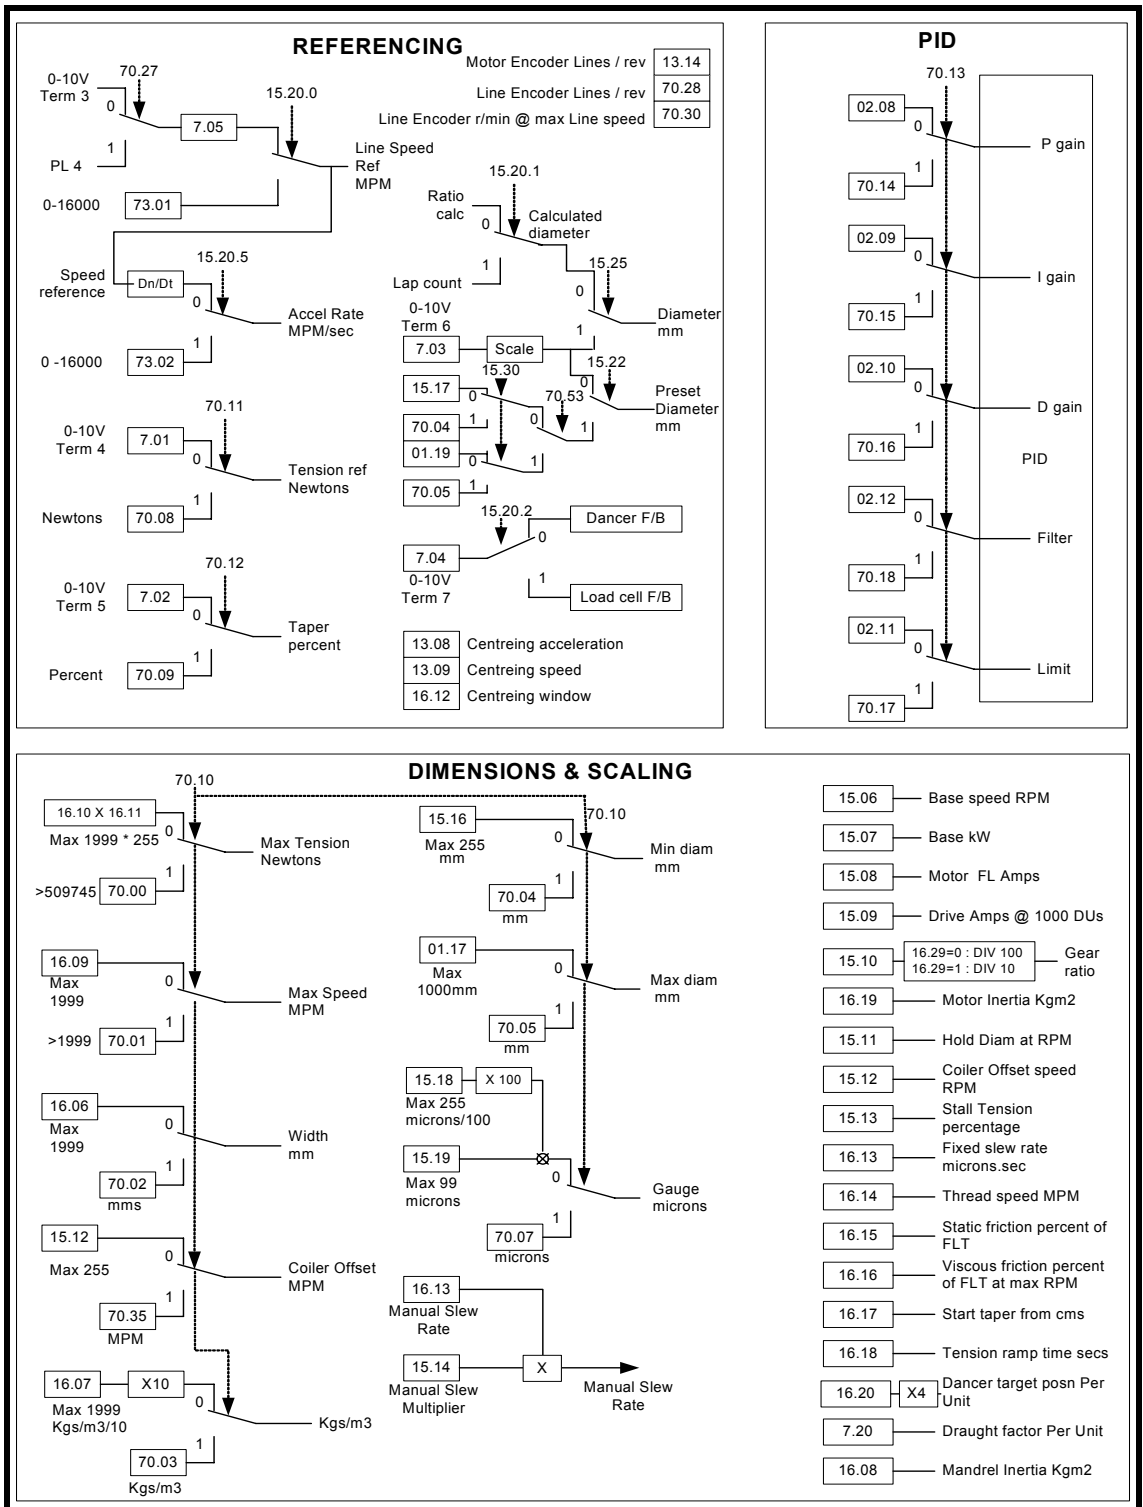 REFERENCING
Motor Encoder Lines / rev 13.14
Line Encoder Lines / rev 70.28
Line Encoder r/min @ max Line speed 70.30
0-10V
Term 3
70.27
0
7.05
1
PL 4
15.20.0
0-16000
73.01
Line Speed
Ref
MPM
Speed
reference
Dn/Dt
15.20.5
0
1
0 -16000
73.02
Accel Rate
MPM/sec
0-10V
Term 4
7.01
70.11
0
1
Newtons
70.08
Tension ref
Newtons
0-10V
Term 5
7.02
70.12
0
1
Percent
70.09
Taper
percent
Ratio
calc
15.20.1
0
Calculated
diameter
1
Lap count
15.25
0
1
Diameter
mm
0-10V
Term 6
7.03
Scale
15.22
0
1
Preset
Diameter
mm
15.30
15.17
0
70.53
0
70.04
1
01.19
0
1
70.05
1
15.20.2
Dancer F/B
0
7.04
0-10V
Term 7
1
Load cell F/B
13.08 Centreing acceleration
13.09 Centreing speed
16.12 Centreing window
PID
70.13
02.08
0
P gain
1
70.14
02.09
0
I gain
1
70.15
02.10
0
D gain
1
70.16
PID
02.12
0
Filter
1
70.18
02.11
0
Limit
1
70.17
DIMENSIONS & SCALING
70.10
16.10 X 16.11
Max 1999 * 255
0
Max Tension
Newtons
1
>509745 70.00
16.09
Max
1999
0
Max Speed
MPM
1
>1999 70.01
16.06
Max
1999
0
Width
mm
1
70.02
mms
15.12
Max 255
0
Coiler Offset
MPM
1
70.35
MPM
16.07
X10
Max 1999
Kgs/m3/10
0
Kgs/m3
1
70.03
Kgs/m3
70.10
15.16
Max 255
mm
0
Min diam
mm
1
70.04
mm
01.17
Max
1000mm
0
Max diam
mm
1
70.05
mm
15.18
X 100
Max 255
microns/100
15.19
Max 99
microns
0
Gauge
microns
1
70.07
microns
16.13
Manual Slew
Rate
15.14
Manual Slew
Multiplier
X
Manual Slew
Rate
15.06 Base speed RPM
15.07 Base kW
15.08 Motor FL Amps
15.09 Drive Amps @ 1000 DUs
15.10
16.29=0 : DIV 100
16.29=1 : DIV 10
Gear
ratio
16.19 Motor Inertia Kgm2
15.11 Hold Diam at RPM
15.12 Coiler Offset speed
RPM
15.13 Stall Tension
percentage
16.13 Fixed slew rate
microns.sec
16.14 Thread speed MPM
16.15 Static friction percent of
FLT
16.16 Viscous friction percent
of FLT at max RPM
16.17 Start taper from cms
16.18 Tension ramp time secs
16.20 X4 Dancer target posn Per
Unit
7.20 Draught factor Per Unit
16.08 Mandrel Inertia Kgm2